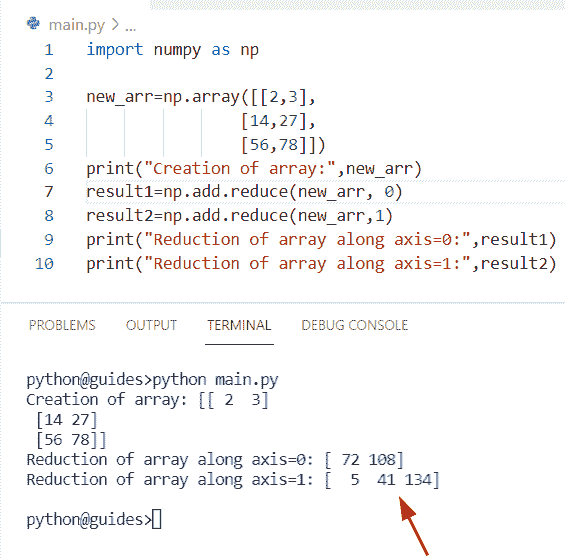 main.py > ...
1 import numpy as np
2
3 new_arr=np.array([[2,3],
4 [14,27],
5 [56,78]])
6 print("Creation of array:",new_arr)
7 result1=np.add.reduce(new_arr, 0)
8 result2=np.add.reduce(new_arr,1)
9 print("Reduction of array along axis=0:",result1)
10 print("Reduction of array along axis=1:",result2)
PROBLEMS OUTPUT TERMINAL DEBUG CONSOLE
python@guides>python main.py
Creation of array: [[ 2  3]
 [14 27]
 [56 78]]
Reduction of array along axis=0: [ 72 108]
Reduction of array along axis=1: [  5  41 134]
python@guides>